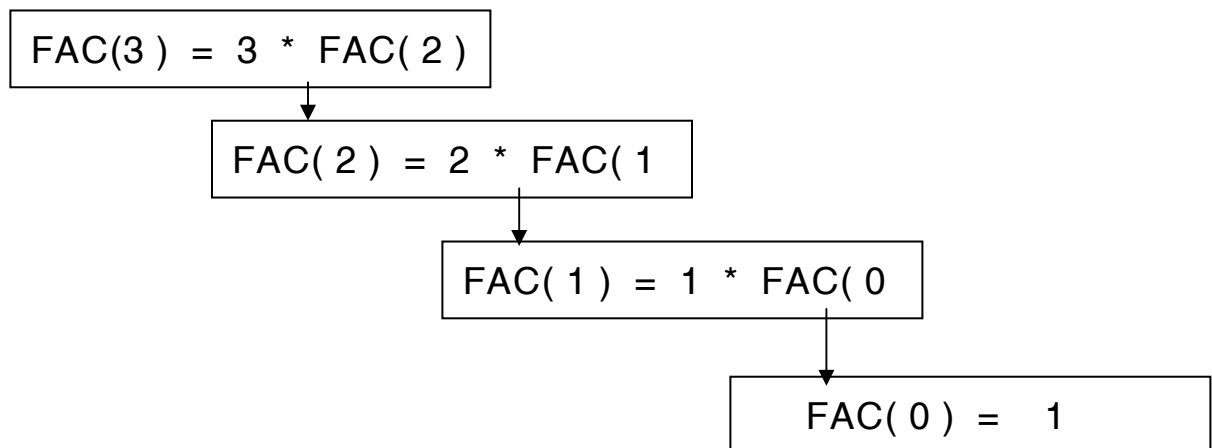 FAC(3 ) = 3 * FAC( 2 )
FAC( 2 ) = 2 * FAC( 1
FAC( 1 ) = 1 * FAC( 0
FAC( 0 ) = 1